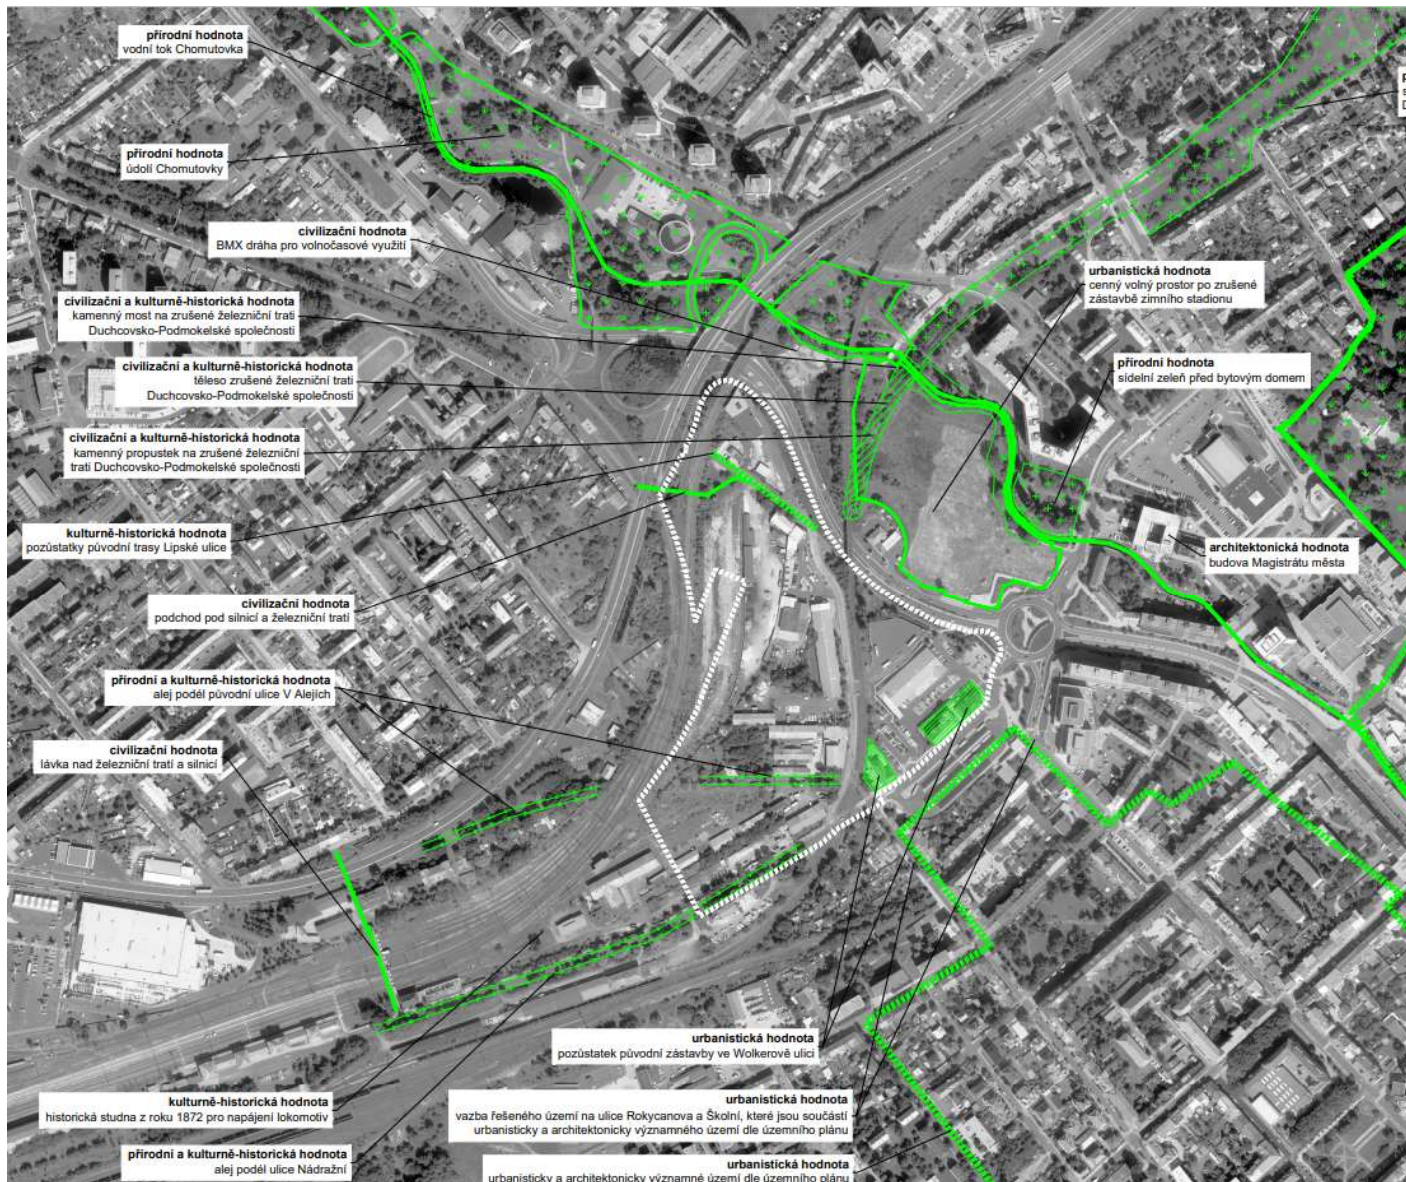 přírodní hodnota
vodní tok Chomutovka
přírodní hodnota
údolí Chomutovky
civilizační hodnota
BMX dráha pro volnočasové využití
civilizační a kulturně-historická hodnota
kamenný most na zrušené železniční trati
Duchcovsko-Podmokelské společnosti
civilizační a kulturně-historická hodnota
těleso zrušené železniční trati
Duchcovsko-Podmokelské společnosti
civilizační a kulturně-historická hodnota
kamenný propustek na zrušené železniční
trati Duchcovsko-Podmokelské společnosti
kulturně-historická hodnota
pozůstatky původní trasy Lipské ulice
civilizační hodnota
podchod pod silnicí a železniční tratí
přírodní a kulturně-historická hodnota
alej podél původní ulice V Alejích
civilizační hodnota
lávka nad železniční tratí a silnicí
urbanistická hodnota
cenný volný prostor po zrušené
zástavbě zimního stadionu
přírodní hodnota
sídelní zeleň před bytovým domem
architektonická hodnota
budova Magistrátu města
urbanistická hodnota
pozůstatek původní zástavby ve Wolkerově ulici
kulturně-historická hodnota
historická studna z roku 1872 pro napájení lokomotiv
urbanistická hodnota
vazba řešeného území na ulice Rokycanova a Školní, které jsou součástí
urbanisticky a architektonicky významného území dle územního plánu
přírodní a kulturně-historická hodnota
alej podél ulice Nádražní
urbanistická hodnota
urbanisticky a architektonicky významné území dle územního plánu